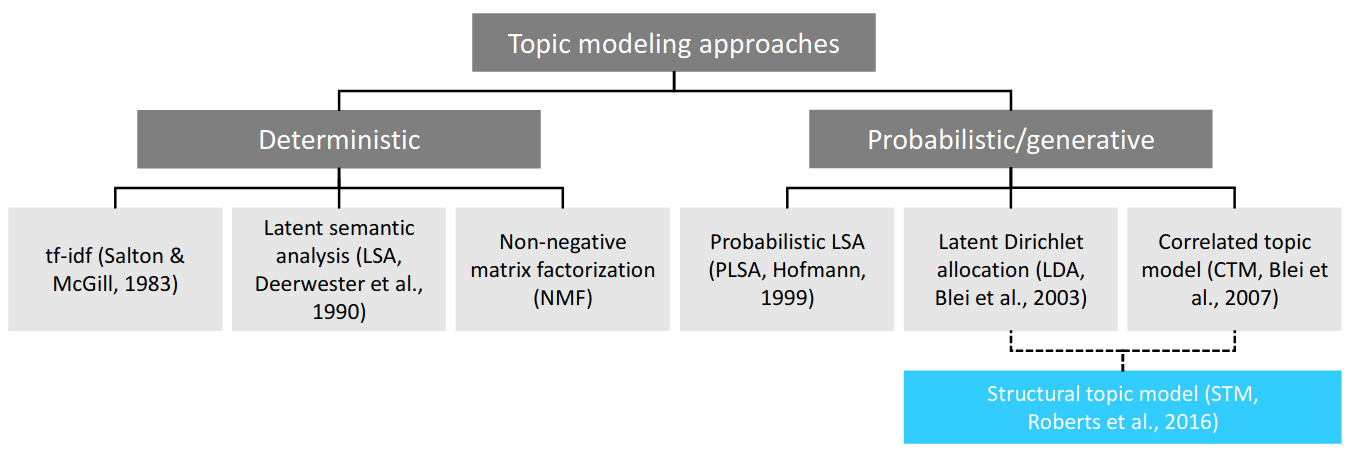 Topic modeling approaches
Deterministic
Probabilistic/generative
tf-idf (Salton &
McGill, 1983)
Latent semantic
analysis (LSA,
Deerwester et al.,
1990)
Non-negative
matrix factorization
(NMF)
Probabilistic LSA
(PLSA, Hofmann,
1999)
Latent Dirichlet
allocation (LDA,
Blei et al., 2003)
Correlated topic
model (CTM, Blei et
al., 2007)
Structural topic model (STM,
Roberts et al., 2016)